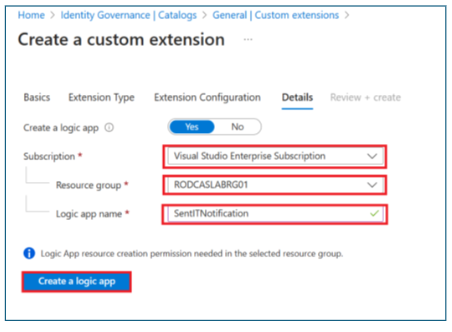 Home > Identity Governance | Catalogs > General | Custom extensions >
Create a custom extension ...
Basics Extension Type Extension Configuration Details Review + create
Create a logic app Yes No
Subscription * Visual Studio Enterprise Subscription
Resource group * RODCASLABRG01
Logic app name * SentITNotification
Logic App resource creation permission needed in the selected resource group.
Create a logic app